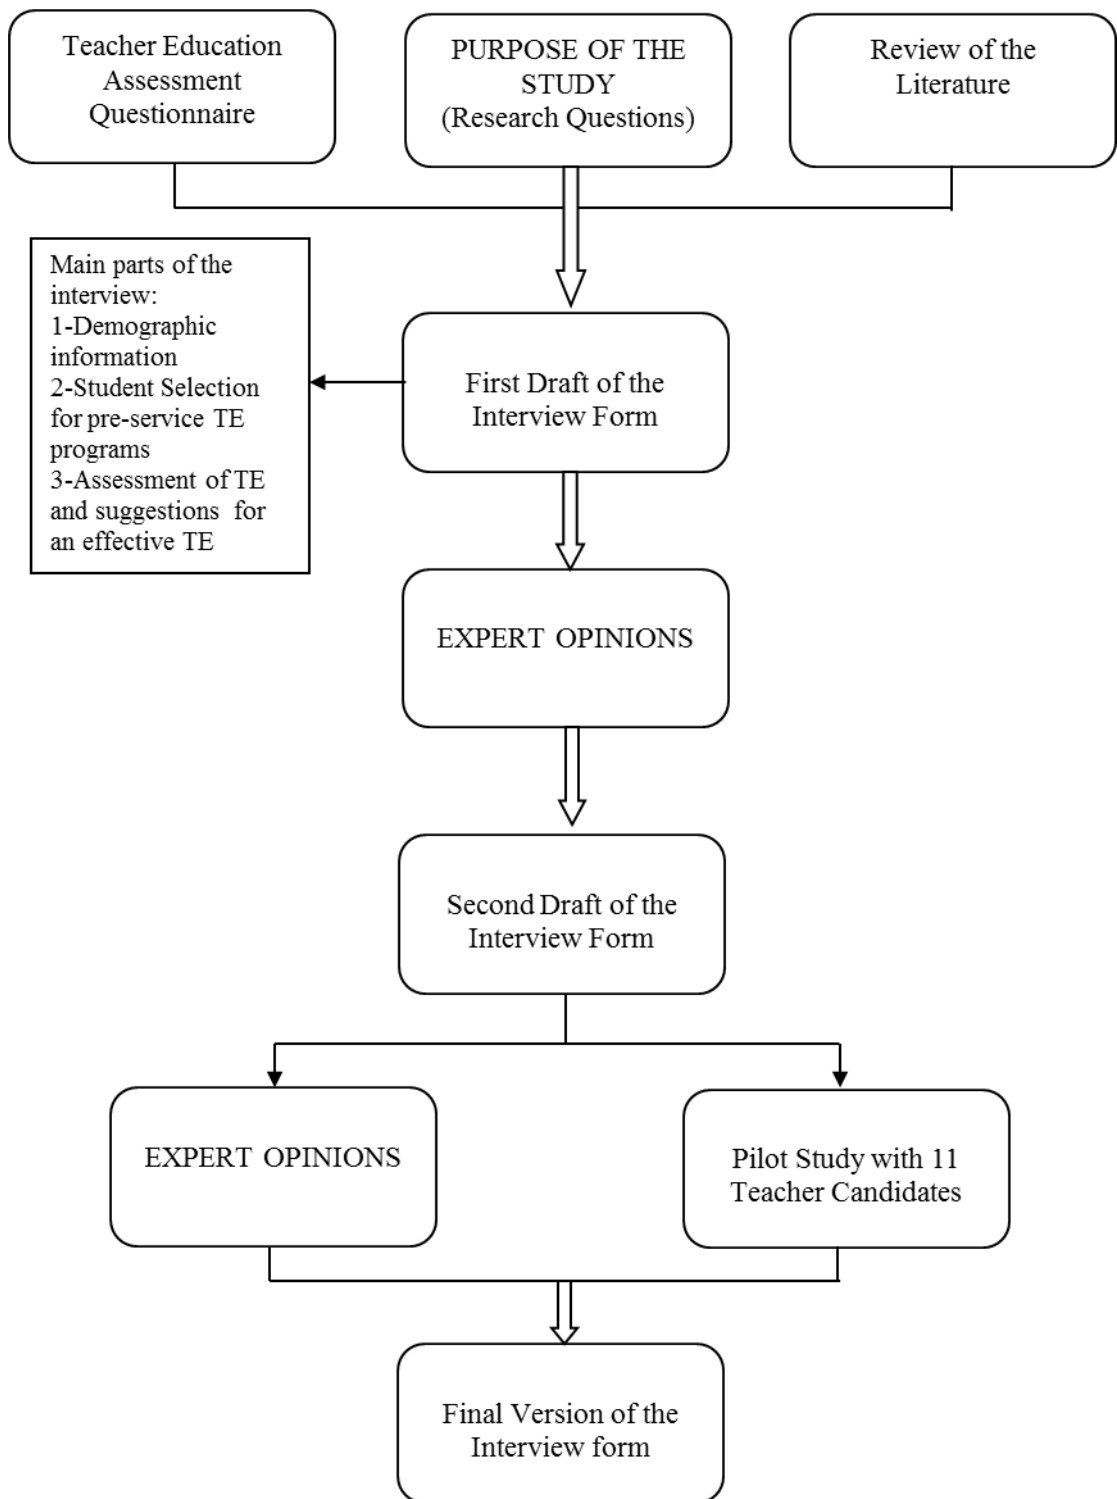 Teacher Education
Assessment
Questionnaire
PURPOSE OF THE
STUDY
(Research Questions)
Review of the
Literature
Main parts of the
interview:
1-Demographic
information
2-Student Selection
for pre-service TE
programs
3-Assessment of TE
and suggestions for
an effective TE
First Draft of the
Interview Form
EXPERT OPINIONS
Second Draft of the
Interview Form
EXPERT OPINIONS
Pilot Study with 11
Teacher Candidates
Final Version of the
Interview form